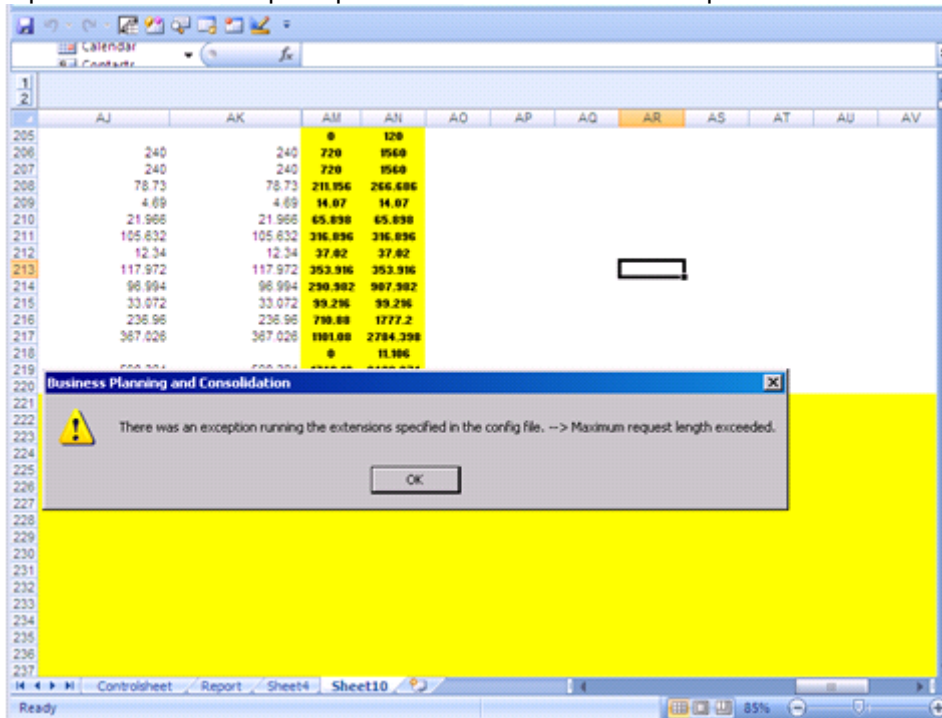 Calendar
fx
1
2
AJ AK AM AN AO AP AQ AR AS AT AU AV
205 0 120
206 240 240 720 1560
207 240 240 720 1560
208 78.73 78.73 211.156 266.686
209 4.69 4.69 14.07 14.07
210 21.966 21.966 65.898 65.898
211 105.632 105.632 316.896 316.896
212 12.34 12.34 37.02 37.02
213 117.972 117.972 353.916 353.916
214 96.994 96.994 290.982 907.982
215 33.072 33.072 99.216 99.216
216 236.96 236.96 710.88 1777.2
217 367.026 367.026 1101.08 2784.398
218 0 11.106
219
220 Business Planning and Consolidation
221
222
There was an exception running the extensions specified in the config file. --> Maximum request length exceeded.
223
224
225
OK
226
227
228
229
230
231
232
233
234
235
236
237
Controlsheet Report Sheet4 Sheet10
Ready 85%